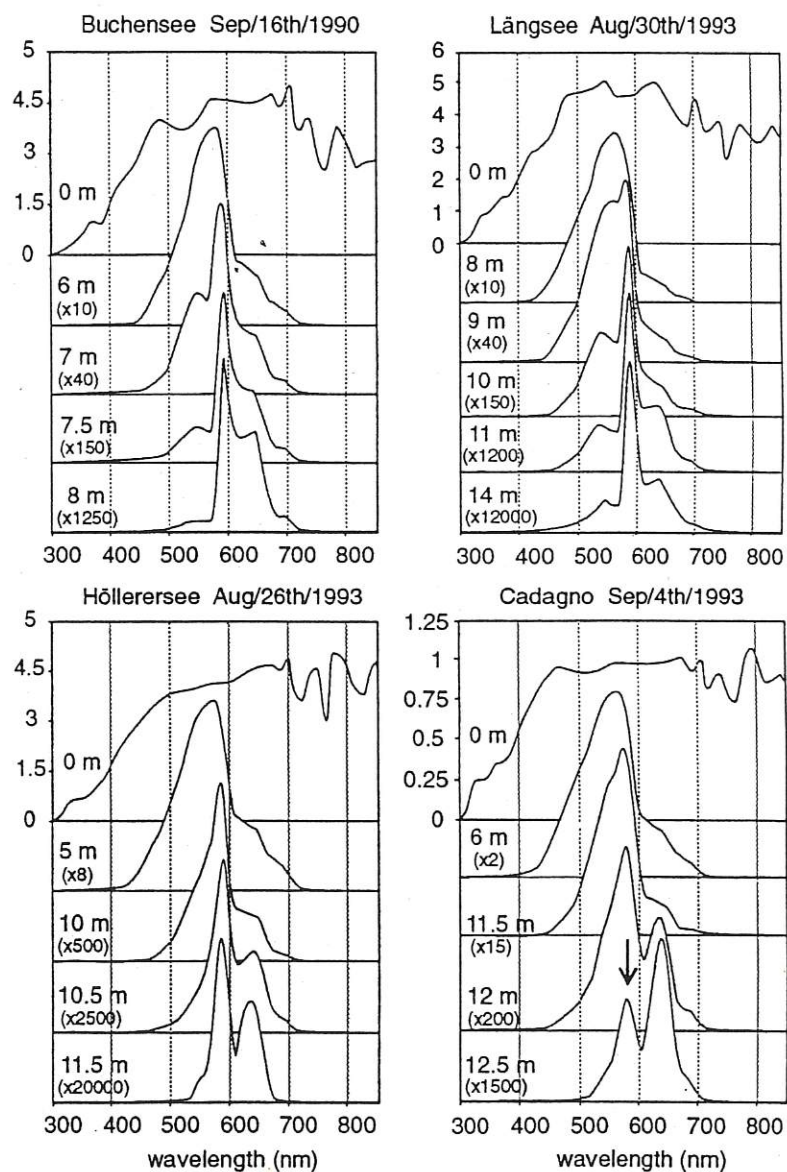 Buchensee Sep/16th/1990
5
4.5
3
1.5
0
0 m
6 m
(x10)
7 m
(x40)
7.5 m
(x150)
8 m
(x1250)
300 400 500 600 700 800
Längsee Aug/30th/1993
6
5
4
3
2
1
0
0 m
8 m
(x10)
9 m
(x40)
10 m
(x150)
11 m
(x1200)
14 m
(x12000)
300 400 500 600 700 800
Höllerersee Aug/26th/1993
5
4.5
3
1.5
0
0 m
5 m
(x8)
10 m
(x500)
10.5 m
(x2500)
11.5 m
(x20000)
300 400 500 600 700 800
wavelength (nm)
Cadagno Sep/4th/1993
1.25
1
0.75
0.5
0.25
0
0 m
6 m
(x2)
11.5 m
(x15)
12 m
(x200)
12.5 m
(x1500)
300 400 500 600 700 800
wavelength (nm)